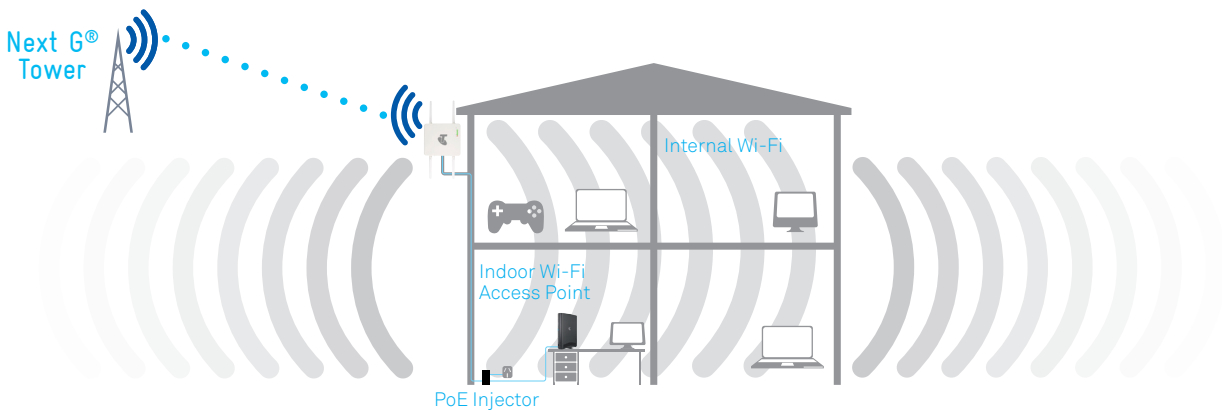 Next G®
Tower
Internal Wi-Fi
Indoor Wi-Fi
Access Point
PoE Injector